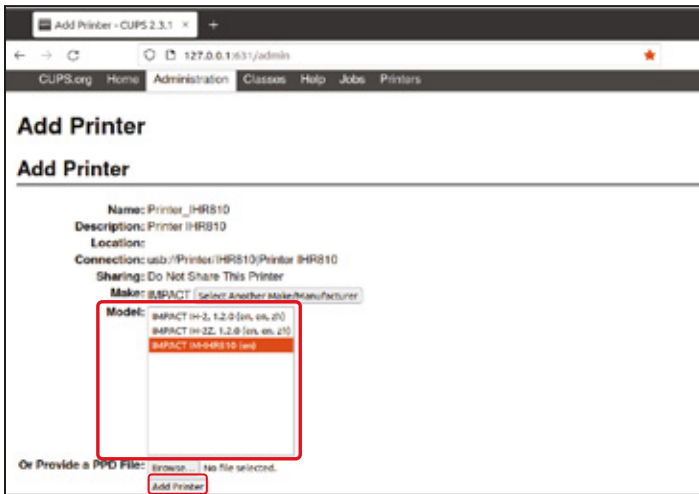 Add Printer - CUPS 2.3.1 × +
127.0.0.1:631/admin
CUPS.org Home Administration Classes Help Jobs Printers
Add Printer
Add Printer
Name: Printer_IHR810
Description: Printer IHR810
Location:
Connection: usb://Printer/IHR810/Printer IHR810
Sharing: Do Not Share This Printer
Make: IMPACT Select Another Make/Manufacturer
Model:
IMPACT IH-2, 1.2.0 (en, en, zh)
IMPACT IH-2Z, 1.2.0 (en, en, zh)
IMPACT (en)
Or Provide a PPD File: Browse... No file selected.
Add Printer